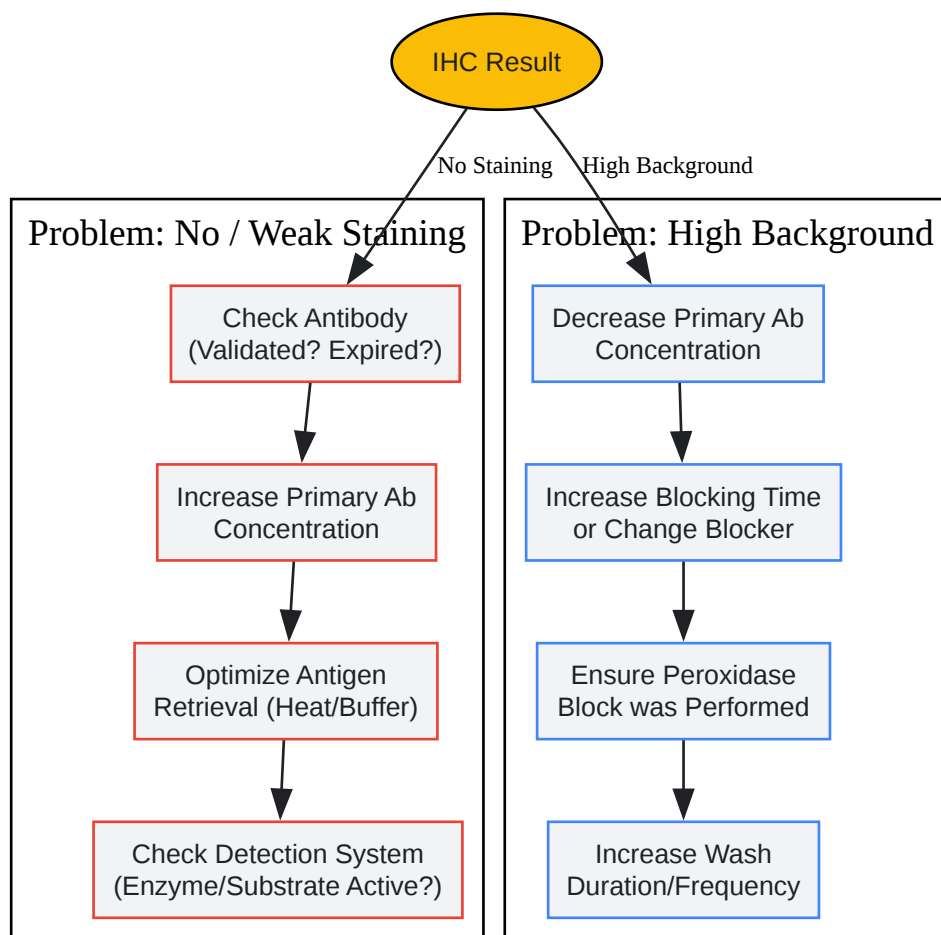 IHC Result
No Staining
High Background
Problem: No / Weak Staining
Check Antibody
(Validated? Expired?)
Increase Primary Ab
Concentration
Optimize Antigen
Retrieval (Heat/Buffer)
Check Detection System
(Enzyme/Substrate Active?)
Problem: High Background
Decrease Primary Ab
Concentration
Increase Blocking Time
or Change Blocker
Ensure Peroxidase
Block was Performed
Increase Wash
Duration/Frequency